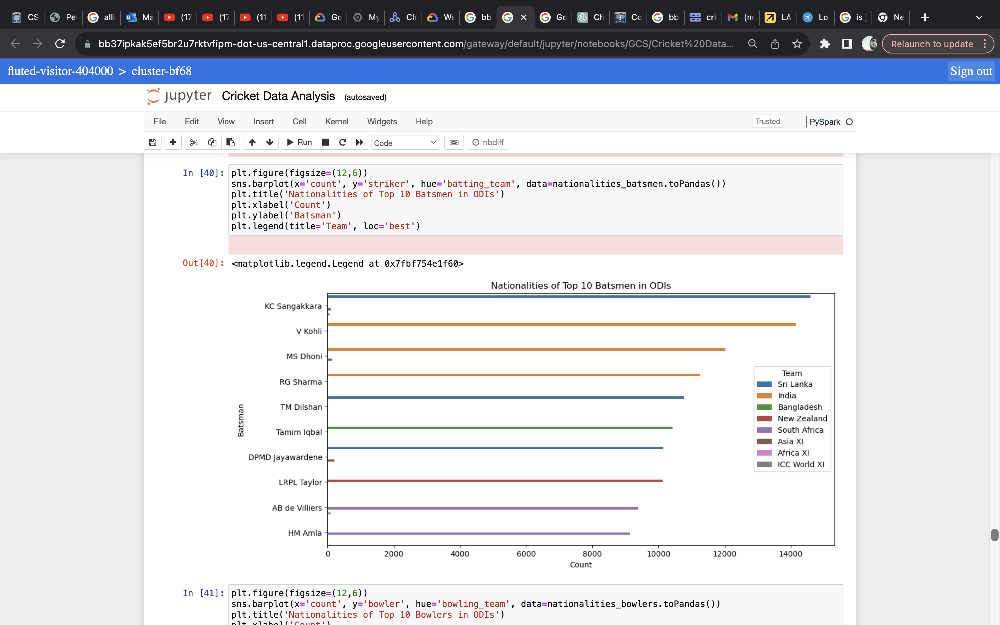 CS
Pe
alli
Ma
(17
(17
(11
(11
Go
My
Clu
We
bb
Go
Ch
Co
bb
cri
(no
LA
Lo
is j
Ne
bb37ipkak5ef5br2u7rktvfipm-dot-us-central1.dataproc.googleusercontent.com/gateway/default/jupyter/notebooks/GCS/Cricket%20Data...
Relaunch to update
fluted-visitor-404000 > cluster-bf68
Sign out
jupyter Cricket Data Analysis (autosaved)
File Edit View Insert Cell Kernel Widgets Help
Trusted
PySpark
Run
Code
nbdiff
In [40]:
plt.figure(figsize=(12,6))
sns.barplot(x='count', y='striker', hue='batting_team', data=nationalities_batsmen.toPandas())
plt.title('Nationalities of Top 10 Batsmen in ODIs')
plt.xlabel('Count')
plt.ylabel('Batsman')
plt.legend(title='Team', loc='best')
Out[40]: <matplotlib.legend.Legend at 0x7fbf754e1f60>
Nationalities of Top 10 Batsmen in ODIs
Batsman
KC Sangakkara
V Kohli
MS Dhoni
RG Sharma
TM Dilshan
Tamim Iqbal
DPMD Jayawardene
LRPL Taylor
AB de Villiers
HM Amla
Team
Sri Lanka
India
Bangladesh
New Zealand
South Africa
Asia XI
Africa XI
ICC World XI
0 2000 4000 6000 8000 10000 12000 14000
Count
In [41]:
plt.figure(figsize=(12,6))
sns.barplot(x='count', y='bowler', hue='bowling_team', data=nationalities_bowlers.toPandas())
plt.title('Nationalities of Top 10 Bowlers in ODIs')
plt.xlabel('Count')